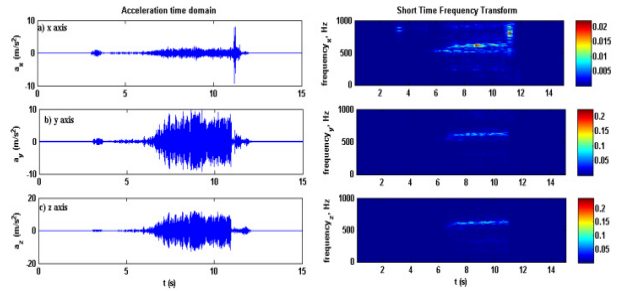 Acceleration time domain
Short Time Frequency Transform
a) x axis
10
0
-10
a_x (m/s²)
0 5 10 15
1000
500
0
frequency_x, Hz
2 4 6 8 10 12 14
0.02
0.015
0.01
0.005
b) y axis
10
0
-10
a_y (m/s²)
0 5 10 15
1000
500
0
frequency_y, Hz
2 4 6 8 10 12 14
0.2
0.15
0.1
0.05
c) z axis
20
0
-20
a_z (m/s²)
0 5 10 15
t (s)
1000
500
0
frequency_z, Hz
2 4 6 8 10 12 14
t (s)
0.2
0.15
0.1
0.05